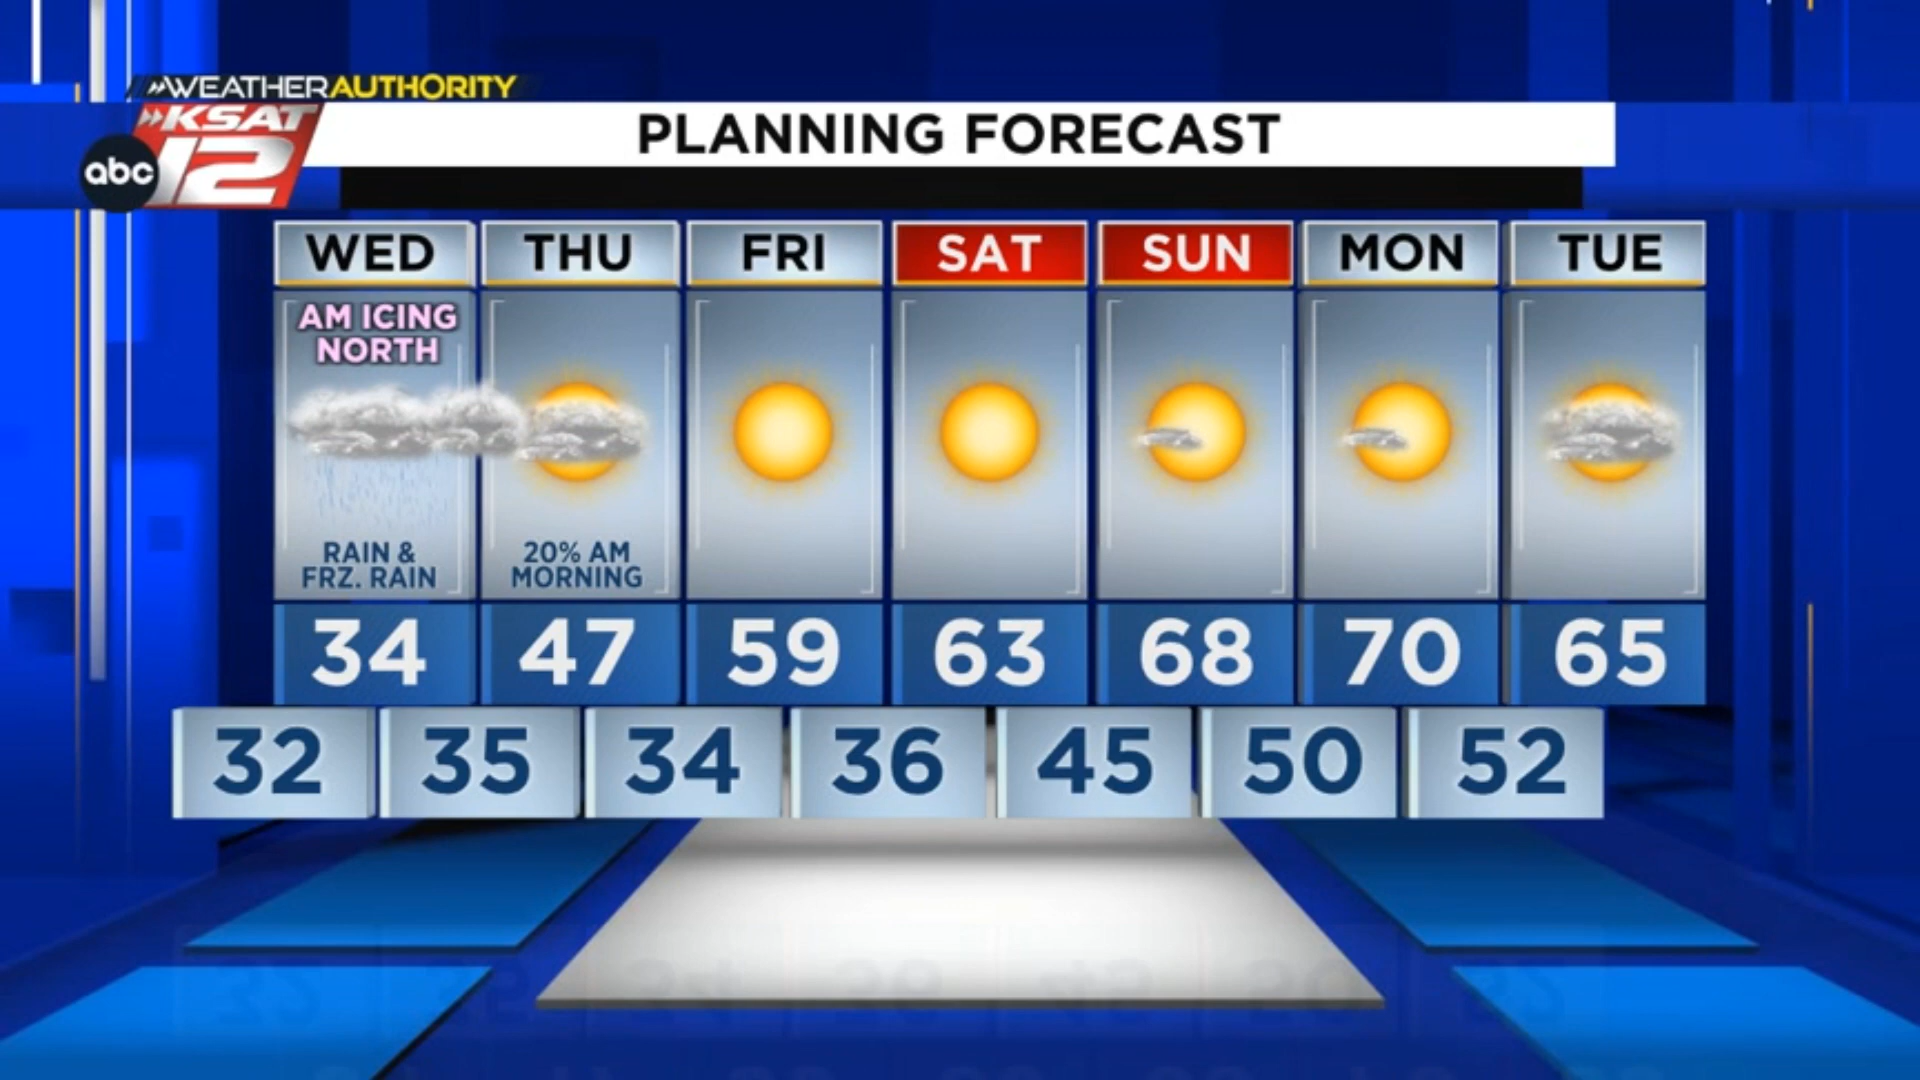 WEATHERAUTHORITY
KSAT
abc 12
PLANNING FORECAST
WED THU FRI SAT SUN MON TUE
AM ICING
NORTH
RAIN &
FRZ. RAIN
20% AM
MORNING
34 47 59 63 68 70 65
32 35 34 36 45 50 52